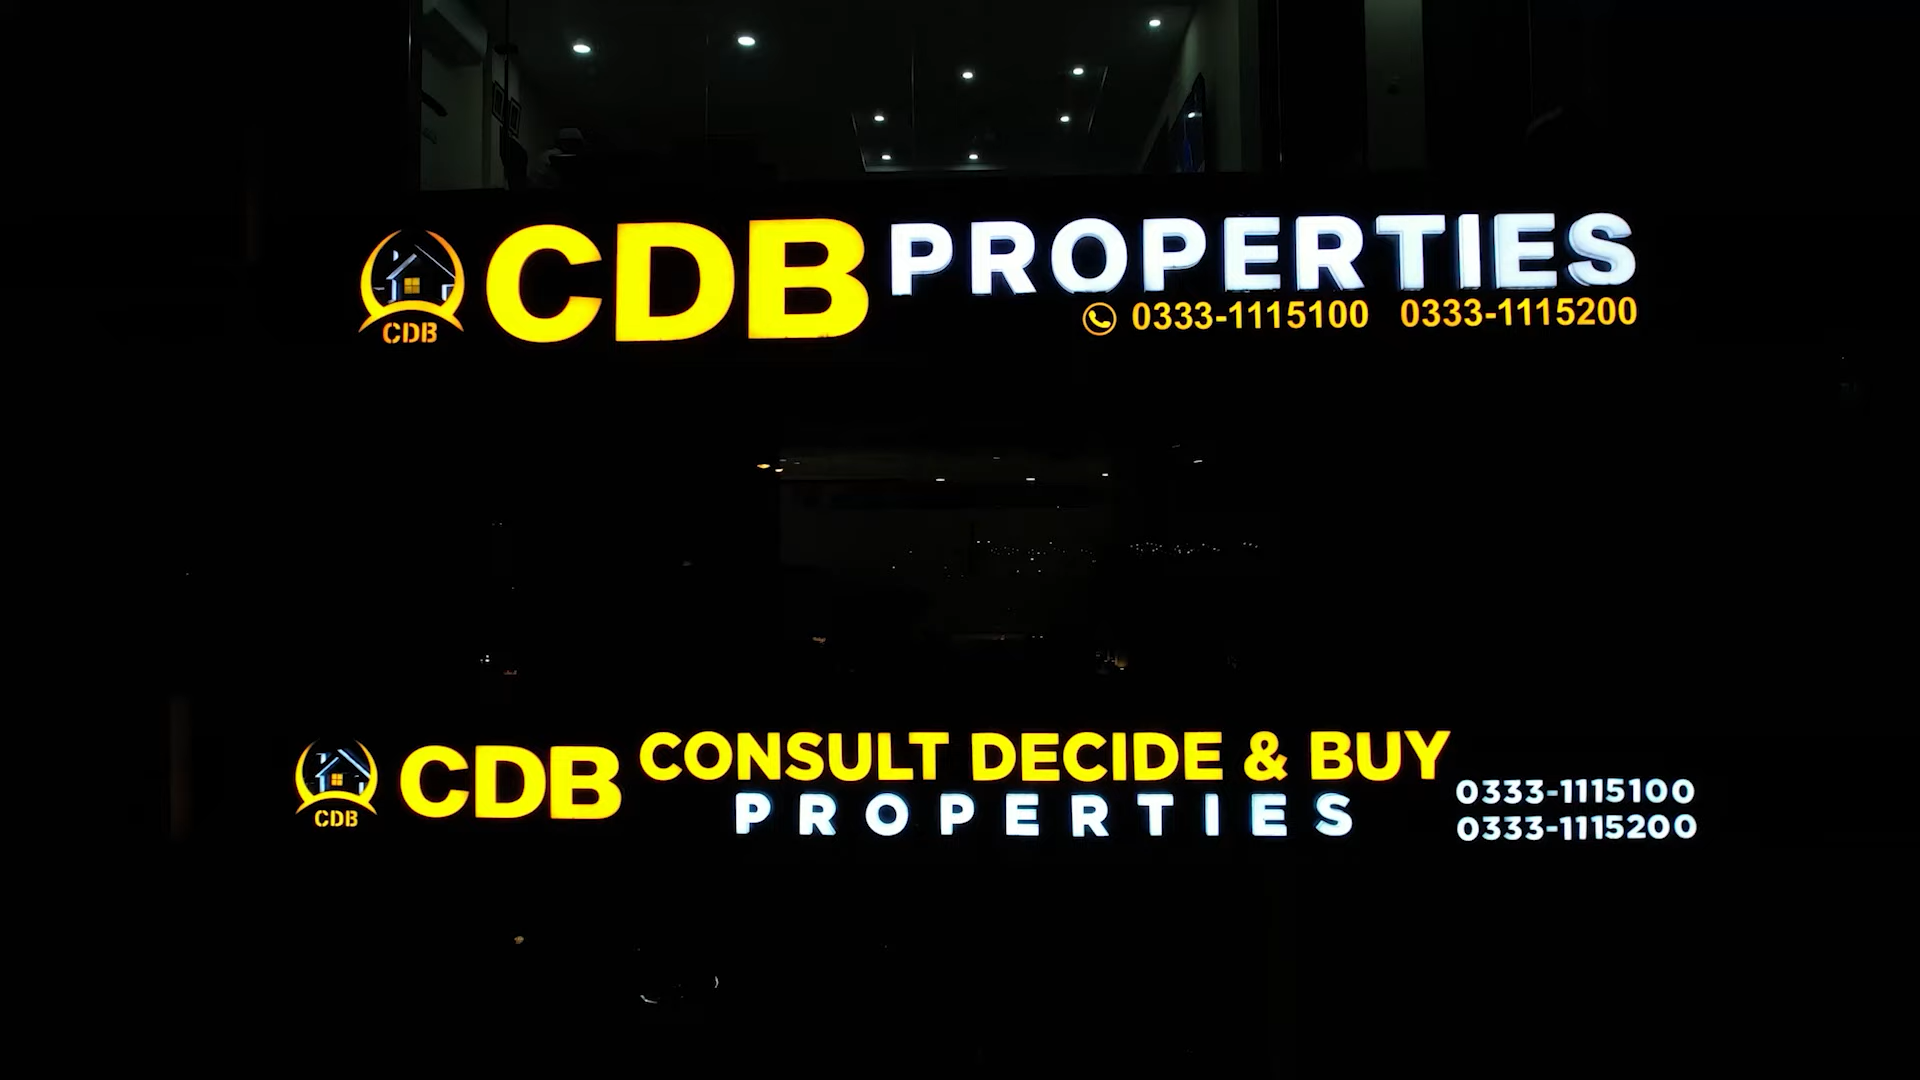 CDB PROPERTIES
CDB
0333-1115100 0333-1115200
CDB CONSULT DECIDE & BUY
PROPERTIES
CDB
0333-1115100
0333-1115200